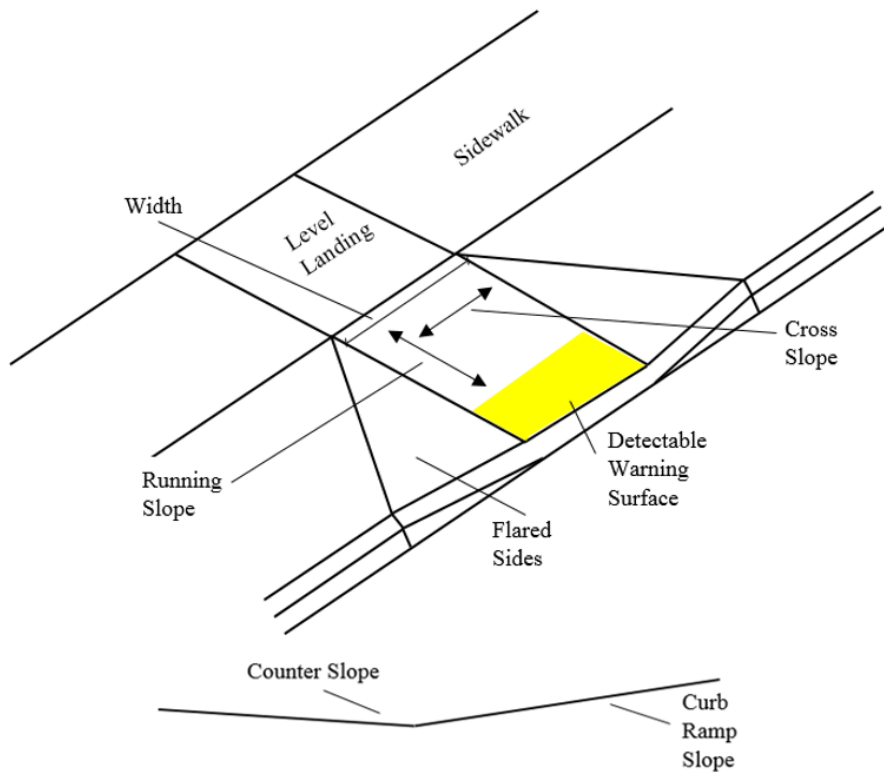 Sidewalk
Width
Level
Landing
Cross
Slope
Running
Slope
Detectable
Warning
Surface
Flared
Sides
Counter Slope
Curb
Ramp
Slope